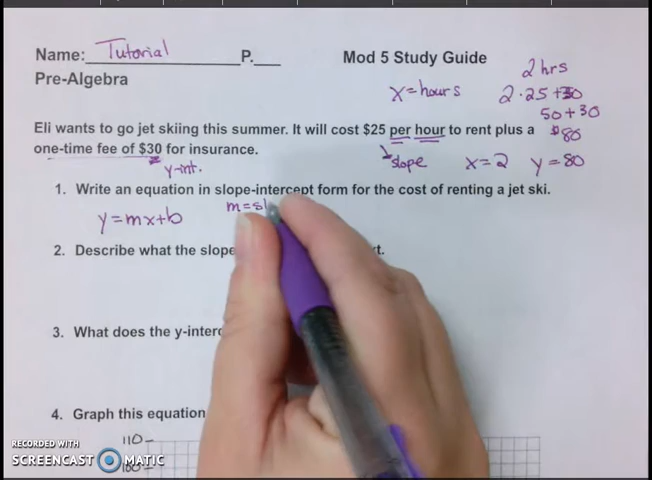 Name: Tutorial P.
Mod 5 Study Guide
Pre-Algebra
x=hours
2 hrs
2·25+30
50+30
$80
Eli wants to go jet skiing this summer. It will cost $25 per hour to rent plus a
one-time fee of $30 for insurance.
y-int.
slope
x=2 y=80
1. Write an equation in slope-intercept form for the cost of renting a jet ski.
y=mx+b m=sl
2. Describe what the slope t.
3. What does the y-inter
4. Graph this equation
110
100
RECORDED WITH
SCREENCAST MATIC